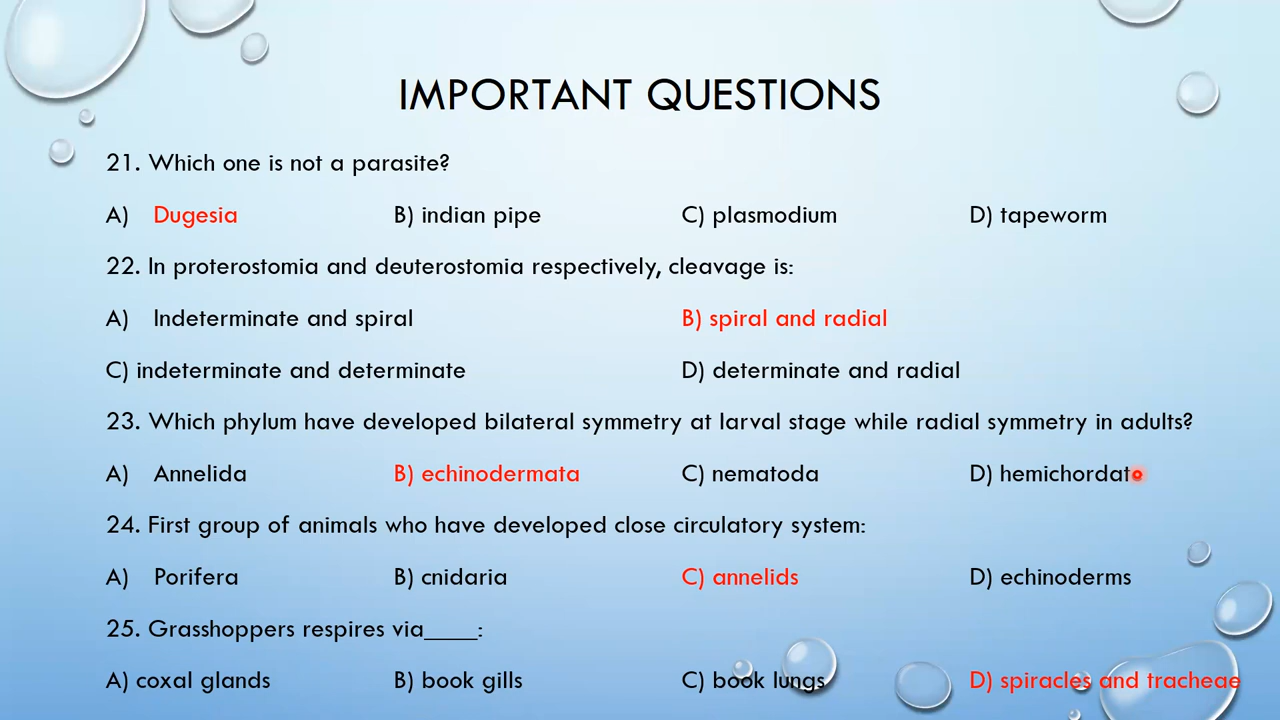 IMPORTANT QUESTIONS
21. Which one is not a parasite?
A) Dugesia B) indian pipe C) plasmodium D) tapeworm
22. In proterostomia and deuterostomia respectively, cleavage is:
A) Indeterminate and spiral B) spiral and radial
C) indeterminate and determinate D) determinate and radial
23. Which phylum have developed bilateral symmetry at larval stage while radial symmetry in adults?
A) Annelida B) echinodermata C) nematoda D) hemichordata
24. First group of animals who have developed close circulatory system:
A) Porifera B) cnidaria C) annelids D) echinoderms
25. Grasshoppers respires via____:
A) coxal glands B) book gills C) book lungs D) spiracles and tracheae